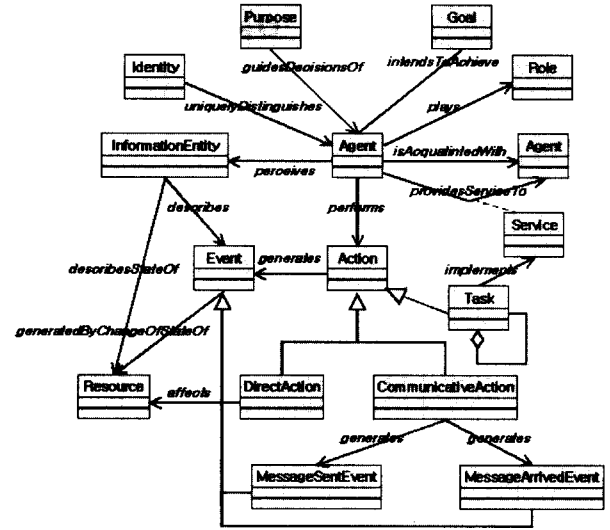 Purpose
Goal
guidesDecisionsOf
intendsToAchieve
Identity
Role
uniquelyDistinguishes
plays
InformationEntity
Agent
isAcquaintedWith
Agent
perceives
providesServiceTo
describes
performs
Service
Event
generates
Action
implements
describesStateOf
Task
generatedByChangeOfStateOf
Resource
affects
DirectAction
CommunicativeAction
generates
generates
MessageSentEvent
MessageArrivedEvent